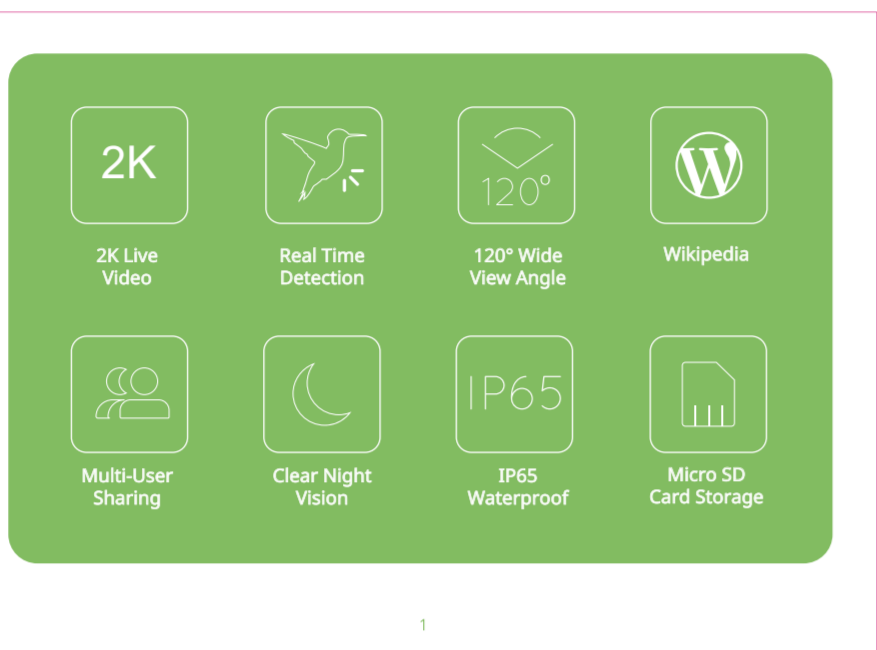 2K
120°
W
2K Live
Video
Real Time
Detection
120° Wide
View Angle
Wikipedia
IP65
Multi-User
Sharing
Clear Night
Vision
IP65
Waterproof
Micro SD
Card Storage
1